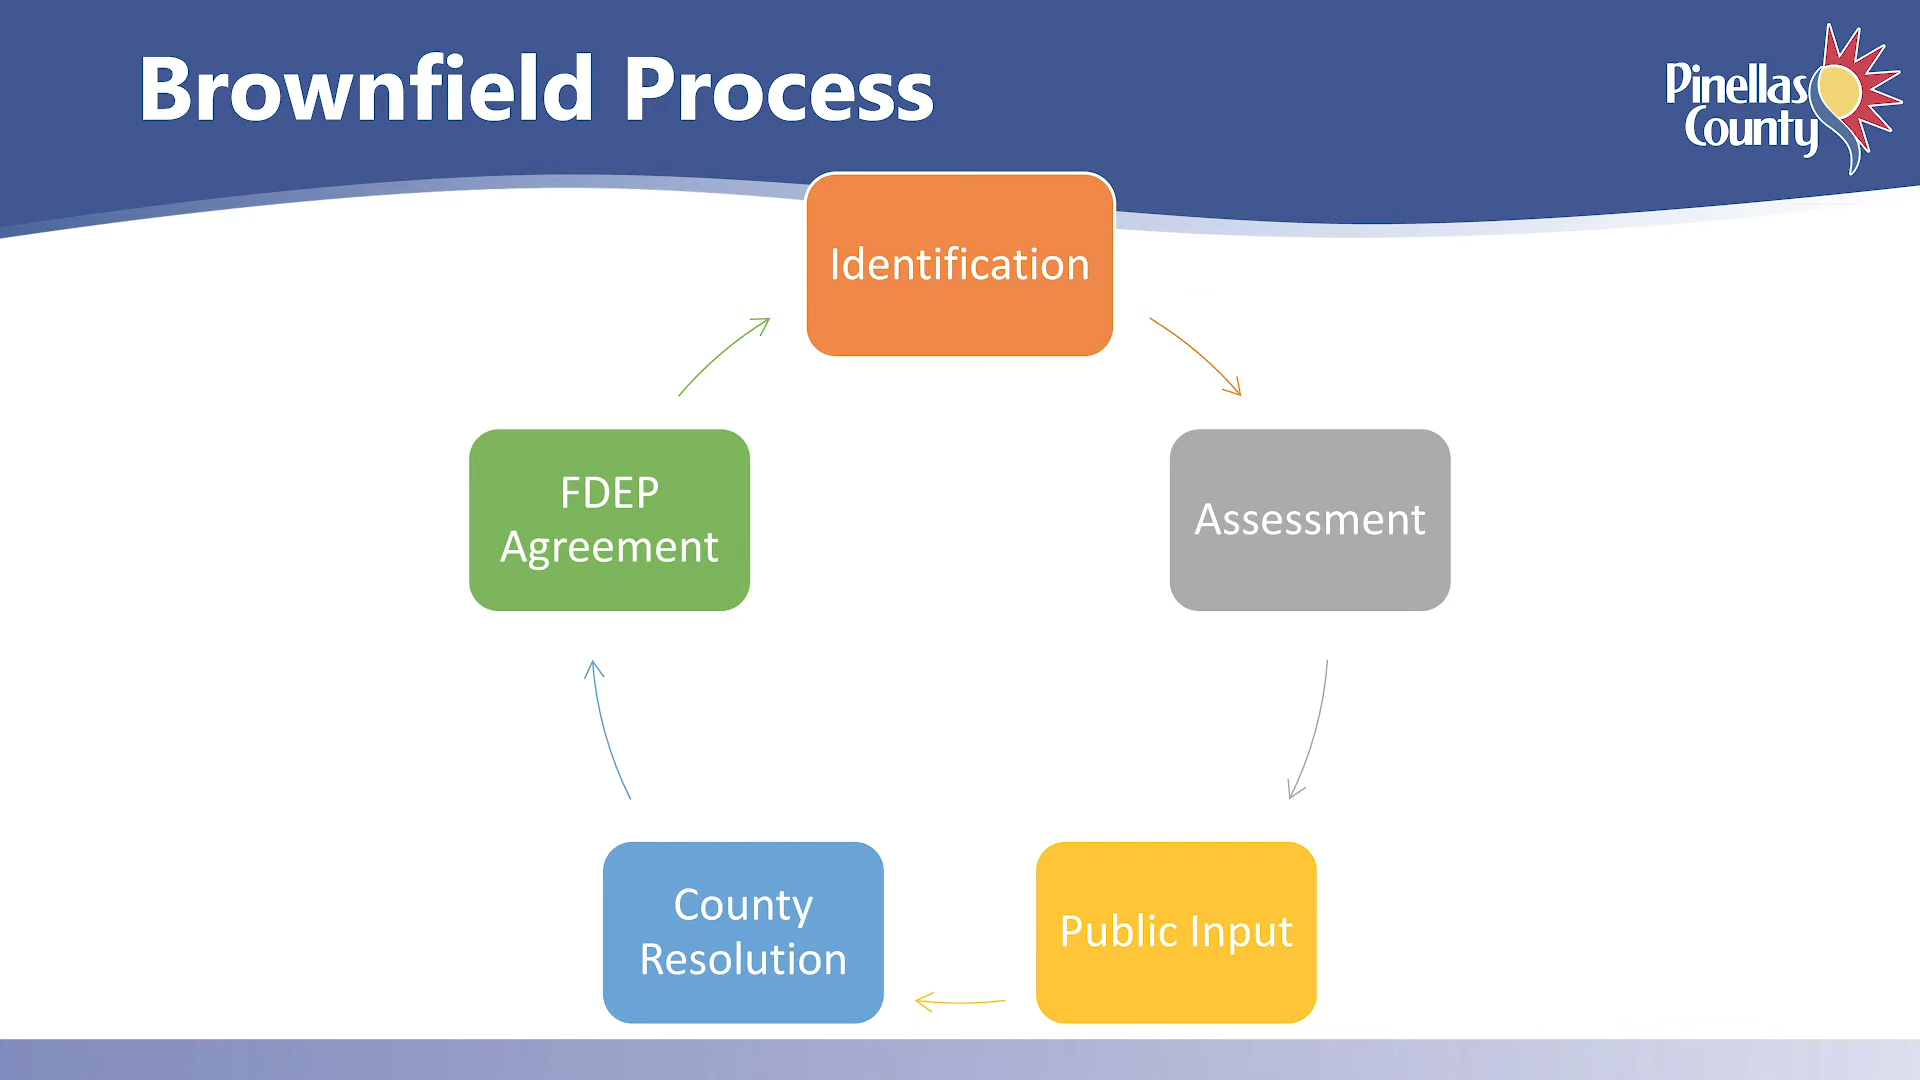 Brownfield Process
Pinellas
County
Identification
Assessment
Public Input
County
Resolution
FDEP
Agreement